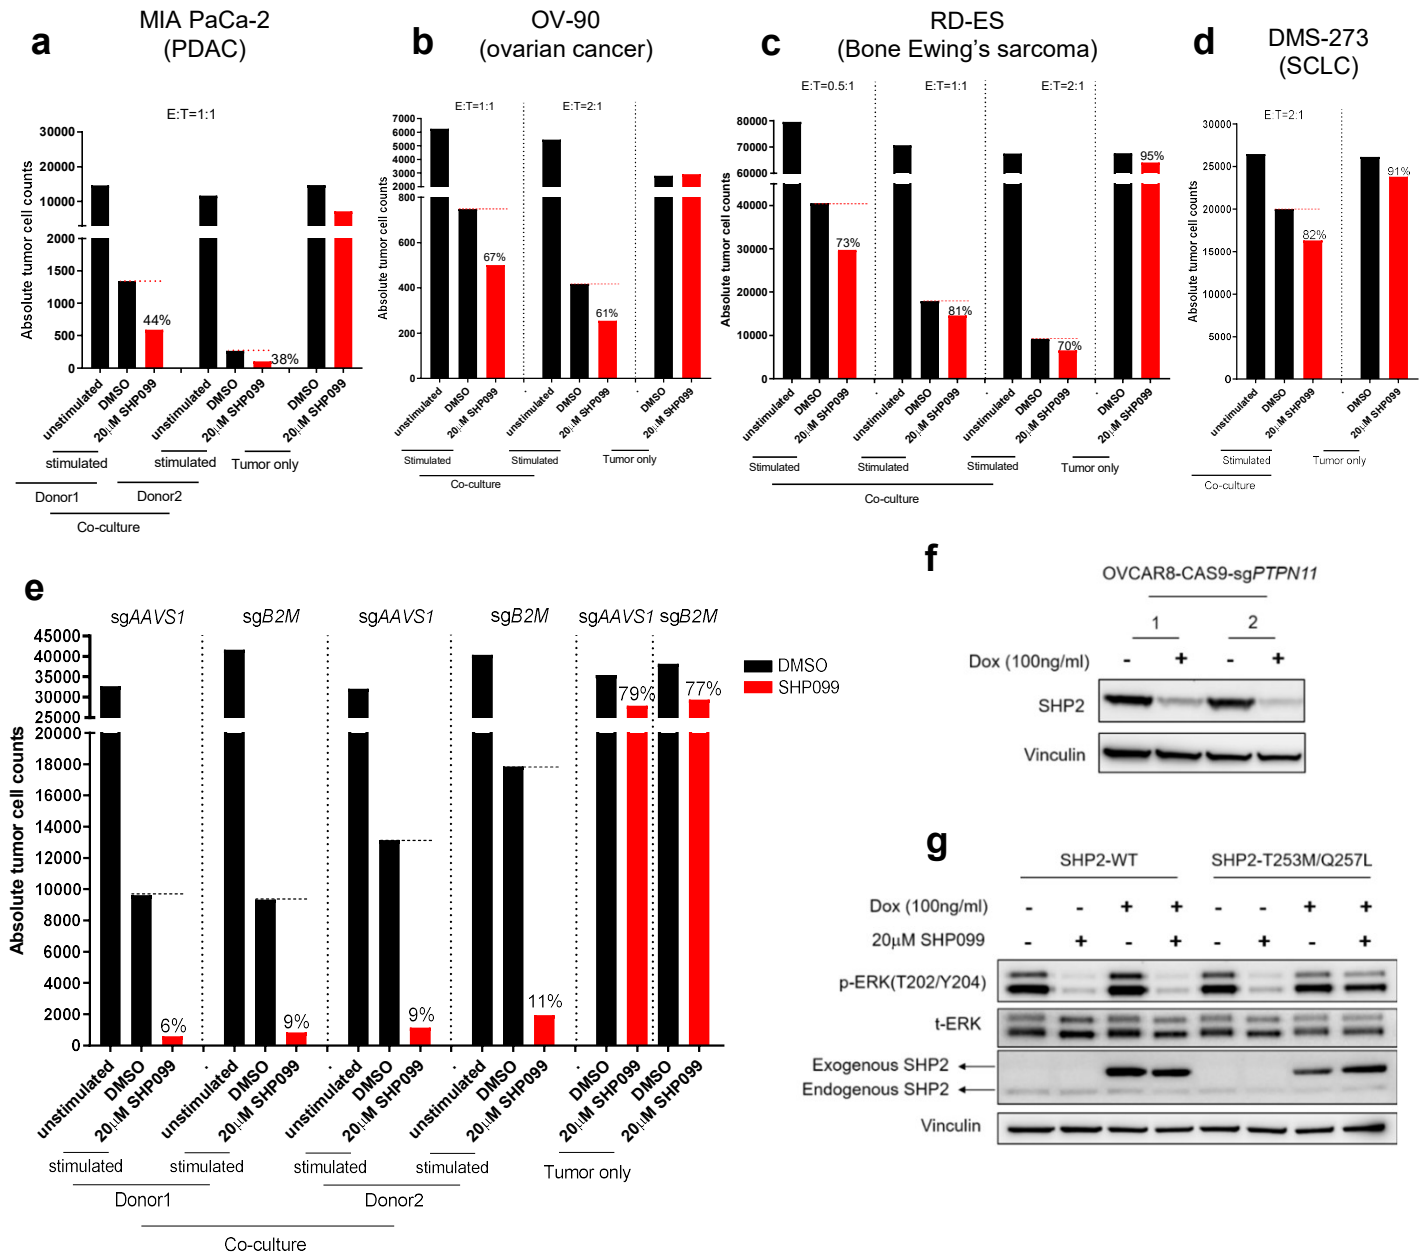 a
MIA PaCa-2
(PDAC)
E:T=1:1
Absolute tumor cell counts
30000
20000
10000
2000
1500
1000
500
0
44%
38%
unstimulated
DMSO
20μM SHP099
unstimulated
DMSO
20μM SHP099
DMSO
20μM SHP099
stimulated
stimulated
Tumor only
Donor1
Donor2
Co-culture
b
OV-90
(ovarian cancer)
E:T=1:1
E:T=2:1
Absolute tumor cell counts
7000
6000
5000
4000
3000
2000
800
600
400
200
0
67%
61%
unstimulated
DMSO
20μM SHP099
unstimulated
DMSO
20μM SHP099
DMSO
20μM SHP099
Stimulated
Stimulated
Tumor only
Co-culture
c
RD-ES
(Bone Ewing's sarcoma)
E:T=0.5:1
E:T=1:1
E:T=2:1
Absolute tumor cell counts
80000
70000
60000
40000
30000
20000
10000
0
73%
81%
70%
95%
unstimulated
DMSO
20μM SHP099
unstimulated
DMSO
20μM SHP099
unstimulated
DMSO
20μM SHP099
DMSO
20μM SHP099
Stimulated
Stimulated
Stimulated
Tumor only
Co-culture
d
DMS-273
(SCLC)
E:T=2:1
Absolute tumor cell counts
30000
25000
20000
15000
10000
5000
0
82%
91%
unstimulated
DMSO
20μM SHP099
DMSO
20μM SHP099
Stimulated
Tumor only
Co-culture
e
sgAAVS1
sgB2M
sgAAVS1
sgB2M
sgAAVS1
sgB2M
Absolute tumor cell counts
45000
40000
35000
30000
25000
20000
18000
16000
14000
12000
10000
8000
6000
4000
2000
0
6%
9%
9%
11%
79%
77%
DMSO
SHP099
unstimulated
DMSO
20μM SHP099
unstimulated
DMSO
20μM SHP099
unstimulated
DMSO
20μM SHP099
unstimulated
DMSO
20μM SHP099
DMSO
20μM SHP099
DMSO
20μM SHP099
stimulated
stimulated
stimulated
stimulated
Tumor only
Donor1
Donor2
Co-culture
f
OVCAR8-CAS9-sgPTPN11
1 2
Dox (100ng/ml) - + - +
SHP2
Vinculin
g
SHP2-WT SHP2-T253M/Q257L
Dox (100ng/ml) - - + + - - + +
20μM SHP099 - + - + - + - +
p-ERK(T202/Y204)
t-ERK
Exogenous SHP2
Endogenous SHP2
Vinculin